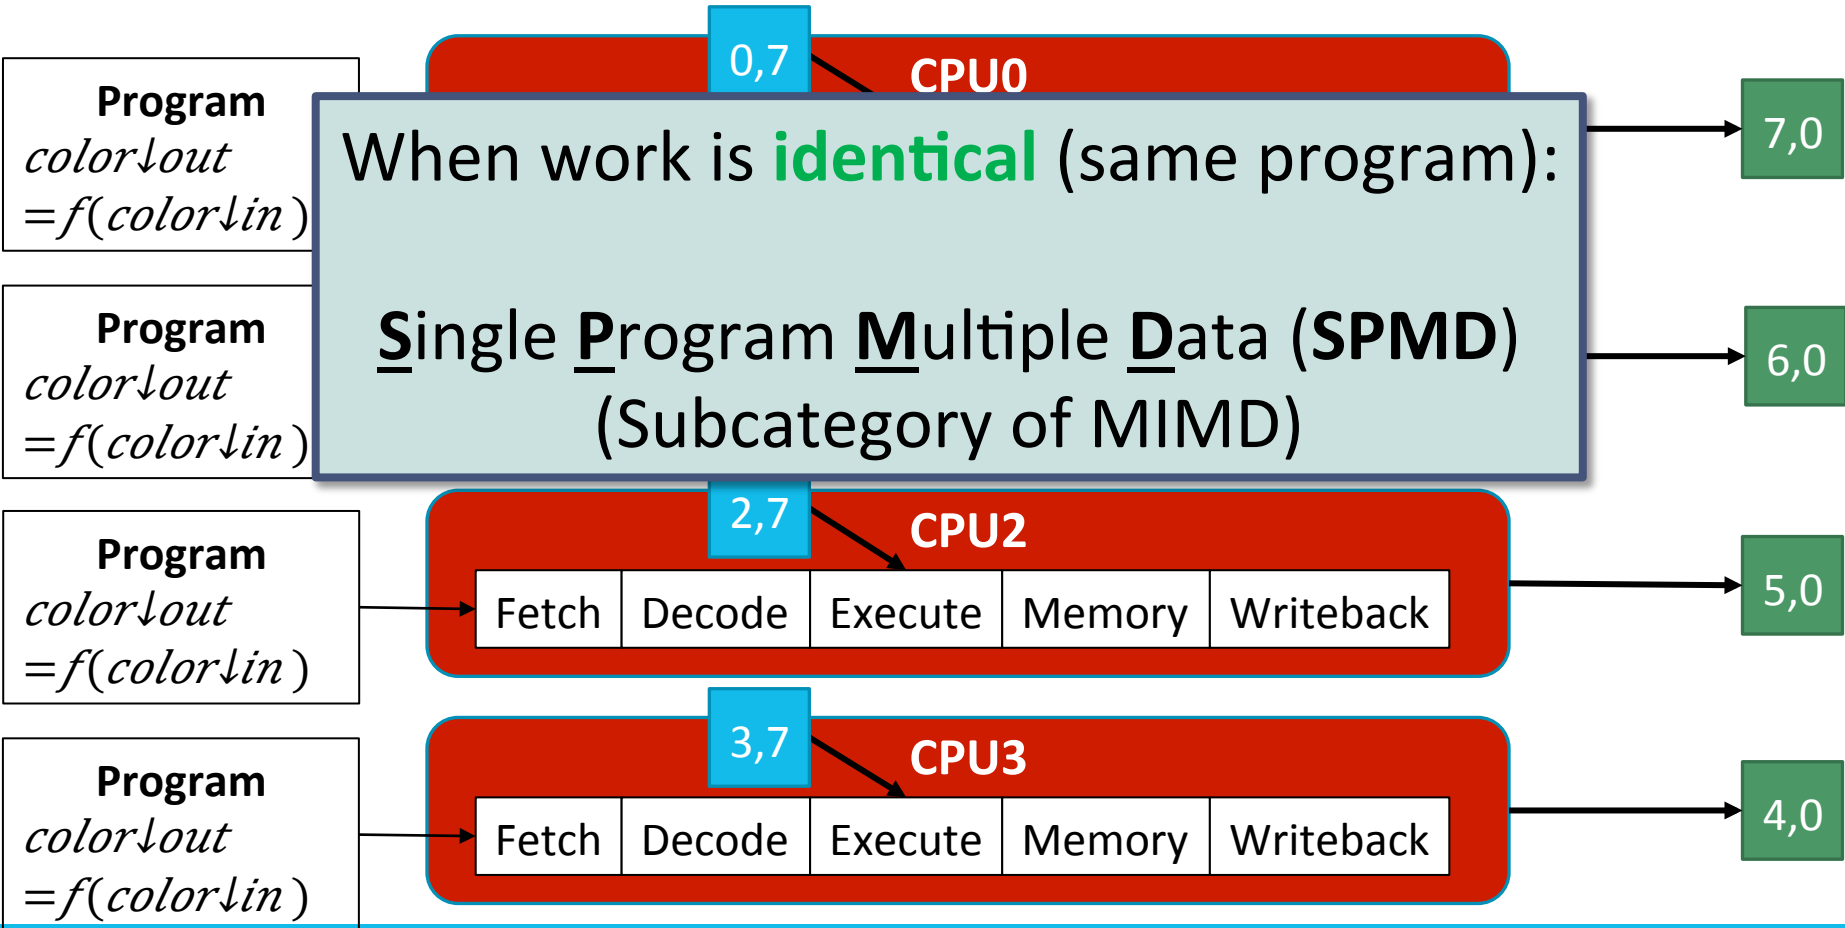 0,7
CPU0
Program
color↓out
=f(color↓in)
7,0
When work is identical (same program):
Single Program Multiple Data (SPMD)
(Subcategory of MIMD)
Program
color↓out
=f(color↓in)
6,0
2,7
CPU2
Program
color↓out
=f(color↓in)
Fetch Decode Execute Memory Writeback
5,0
3,7
CPU3
Program
color↓out
=f(color↓in)
Fetch Decode Execute Memory Writeback
4,0